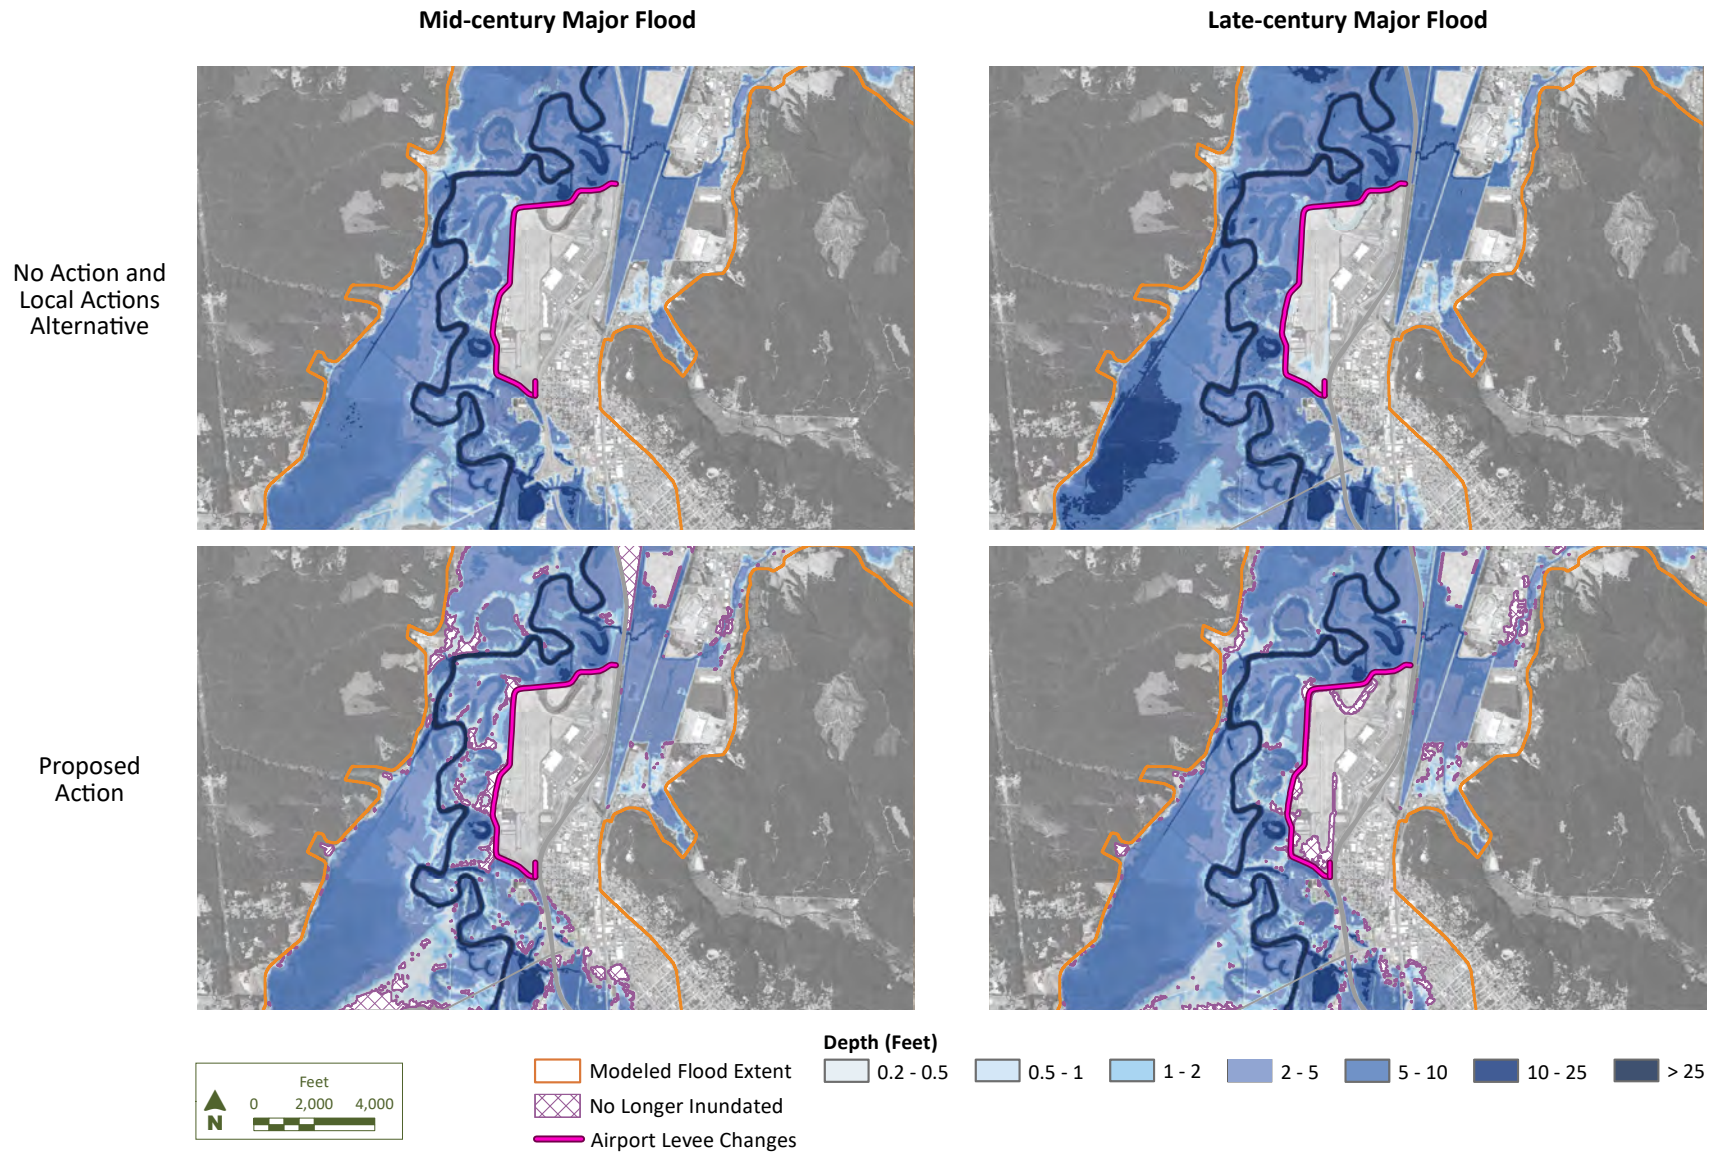 Mid-century Major Flood
Late-century Major Flood
No Action and
Local Actions
Alternative
Proposed
Action
Depth (Feet)
Modeled Flood Extent
0.2 - 0.5
0.5 - 1
1 - 2
2 - 5
5 - 10
10 - 25
> 25
No Longer Inundated
Airport Levee Changes
Feet
0
2,000
4,000
N